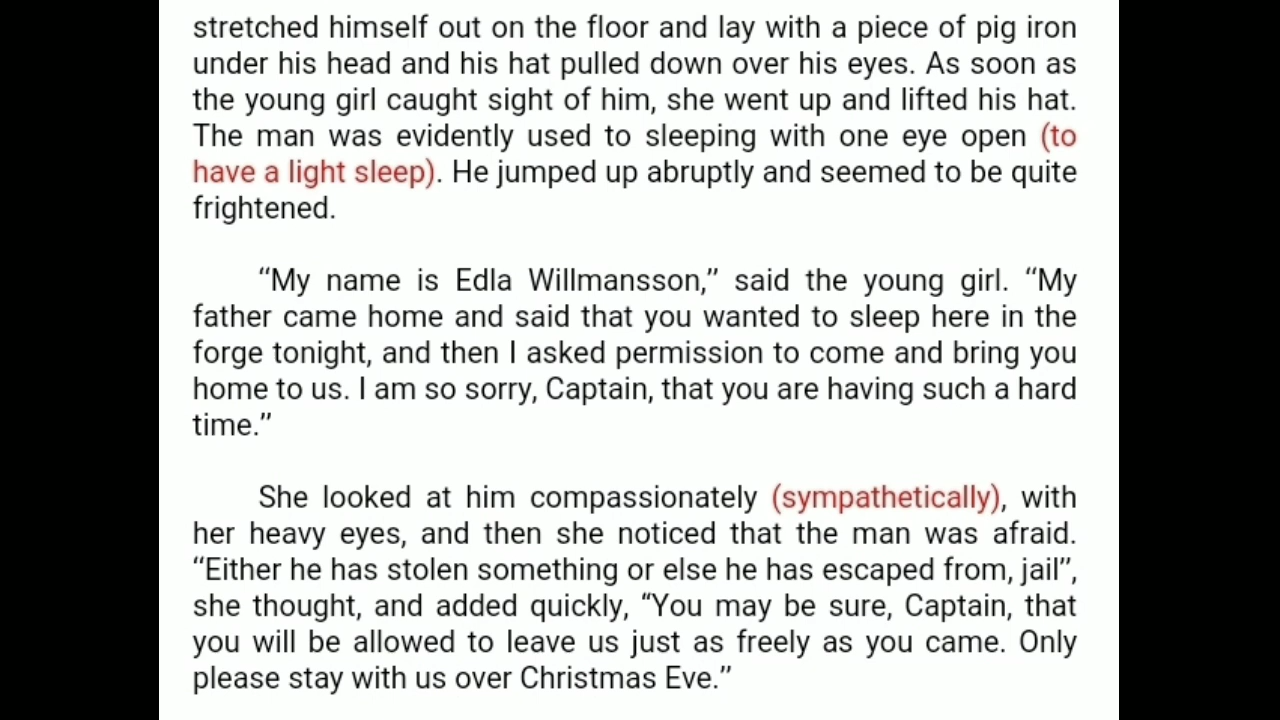 stretched himself out on the floor and lay with a piece of pig iron
under his head and his hat pulled down over his eyes. As soon as
the young girl caught sight of him, she went up and lifted his hat.
The man was evidently used to sleeping with one eye open (to
have a light sleep). He jumped up abruptly and seemed to be quite
frightened.
“My name is Edla Willmansson,” said the young girl. “My
father came home and said that you wanted to sleep here in the
forge tonight, and then I asked permission to come and bring you
home to us. I am so sorry, Captain, that you are having such a hard
time.”
She looked at him compassionately (sympathetically), with
her heavy eyes, and then she noticed that the man was afraid.
“Either he has stolen something or else he has escaped from, jail”,
she thought, and added quickly, “You may be sure, Captain, that
you will be allowed to leave us just as freely as you came. Only
please stay with us over Christmas Eve.”